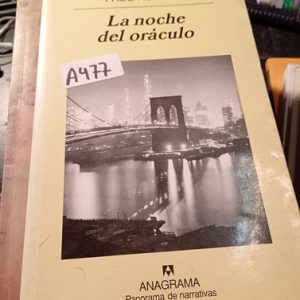 La noche
del oráculo
A477
ANAGRAMA
Panorama de narrativas